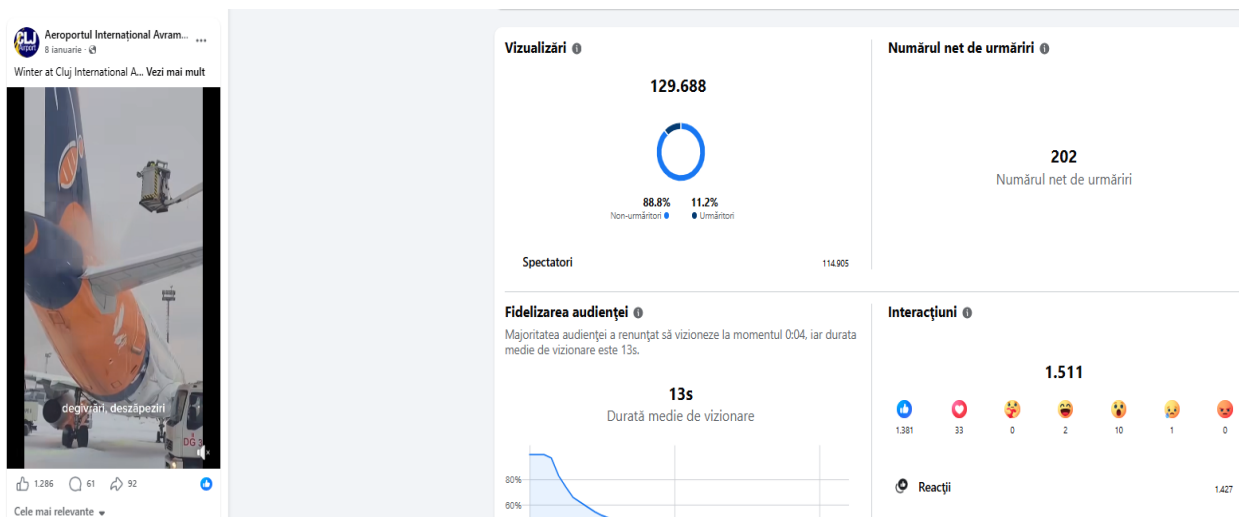 Aeroportul Internațional Avram...
8 ianuarie
Winter at Cluj International A... Vezi mai mult
degivrări, deszăpeziri
1.286
61
92
Cele mai relevante
Vizualizări
129.688
88.8%
Non-urmăritori
11.2%
Urmăritori
Spectatori
114.905
Numărul net de urmăriri
202
Numărul net de urmăriri
Fidelizarea audienței
Majoritatea audienței a renunțat să vizioneze la momentul 0:04, iar durata
medie de vizionare este 13s.
13s
Durată medie de vizionare
80%
60%
Interacțiuni
1.511
1.381
33
0
2
10
1
0
Reacții
1.427